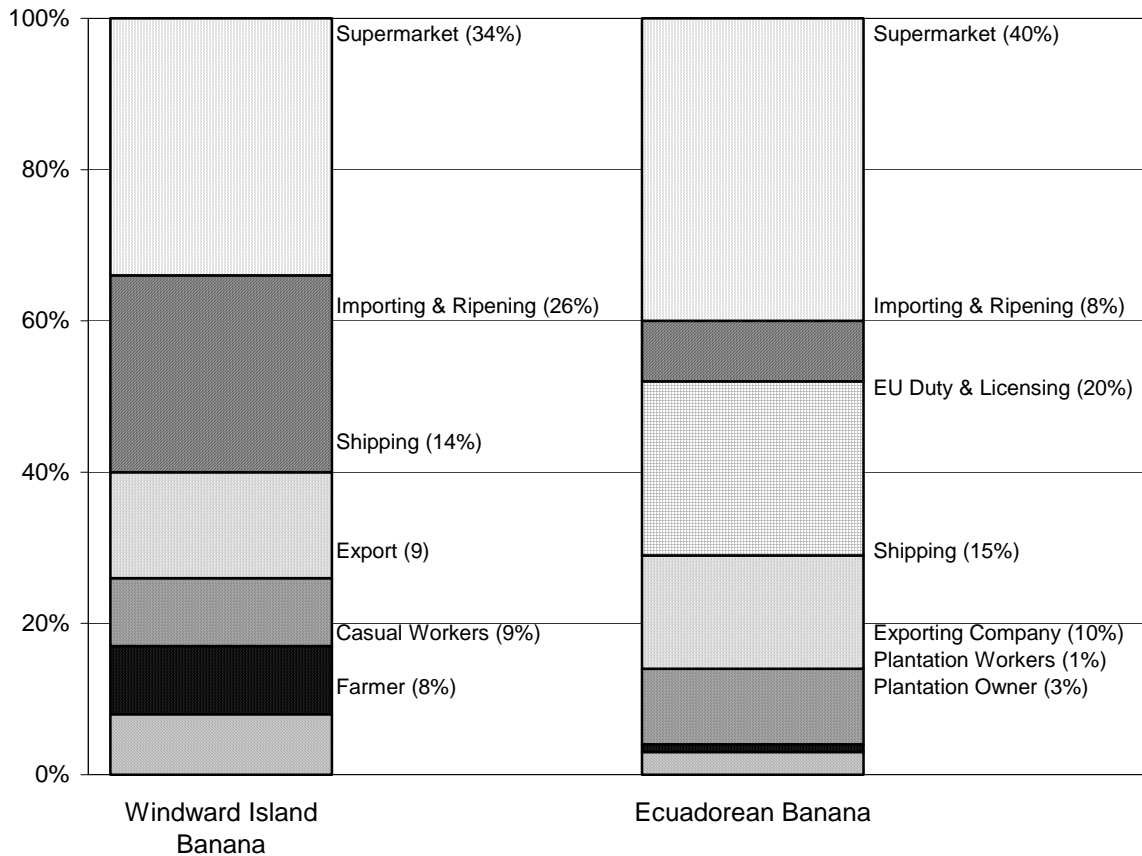 100%
80%
60%
40%
20%
0%
Supermarket (34%)
Importing & Ripening (26%)
Shipping (14%)
Export (9)
Casual Workers (9%)
Farmer (8%)
Supermarket (40%)
Importing & Ripening (8%)
EU Duty & Licensing (20%)
Shipping (15%)
Exporting Company (10%)
Plantation Workers (1%)
Plantation Owner (3%)
Windward Island
Banana
Ecuadorean Banana